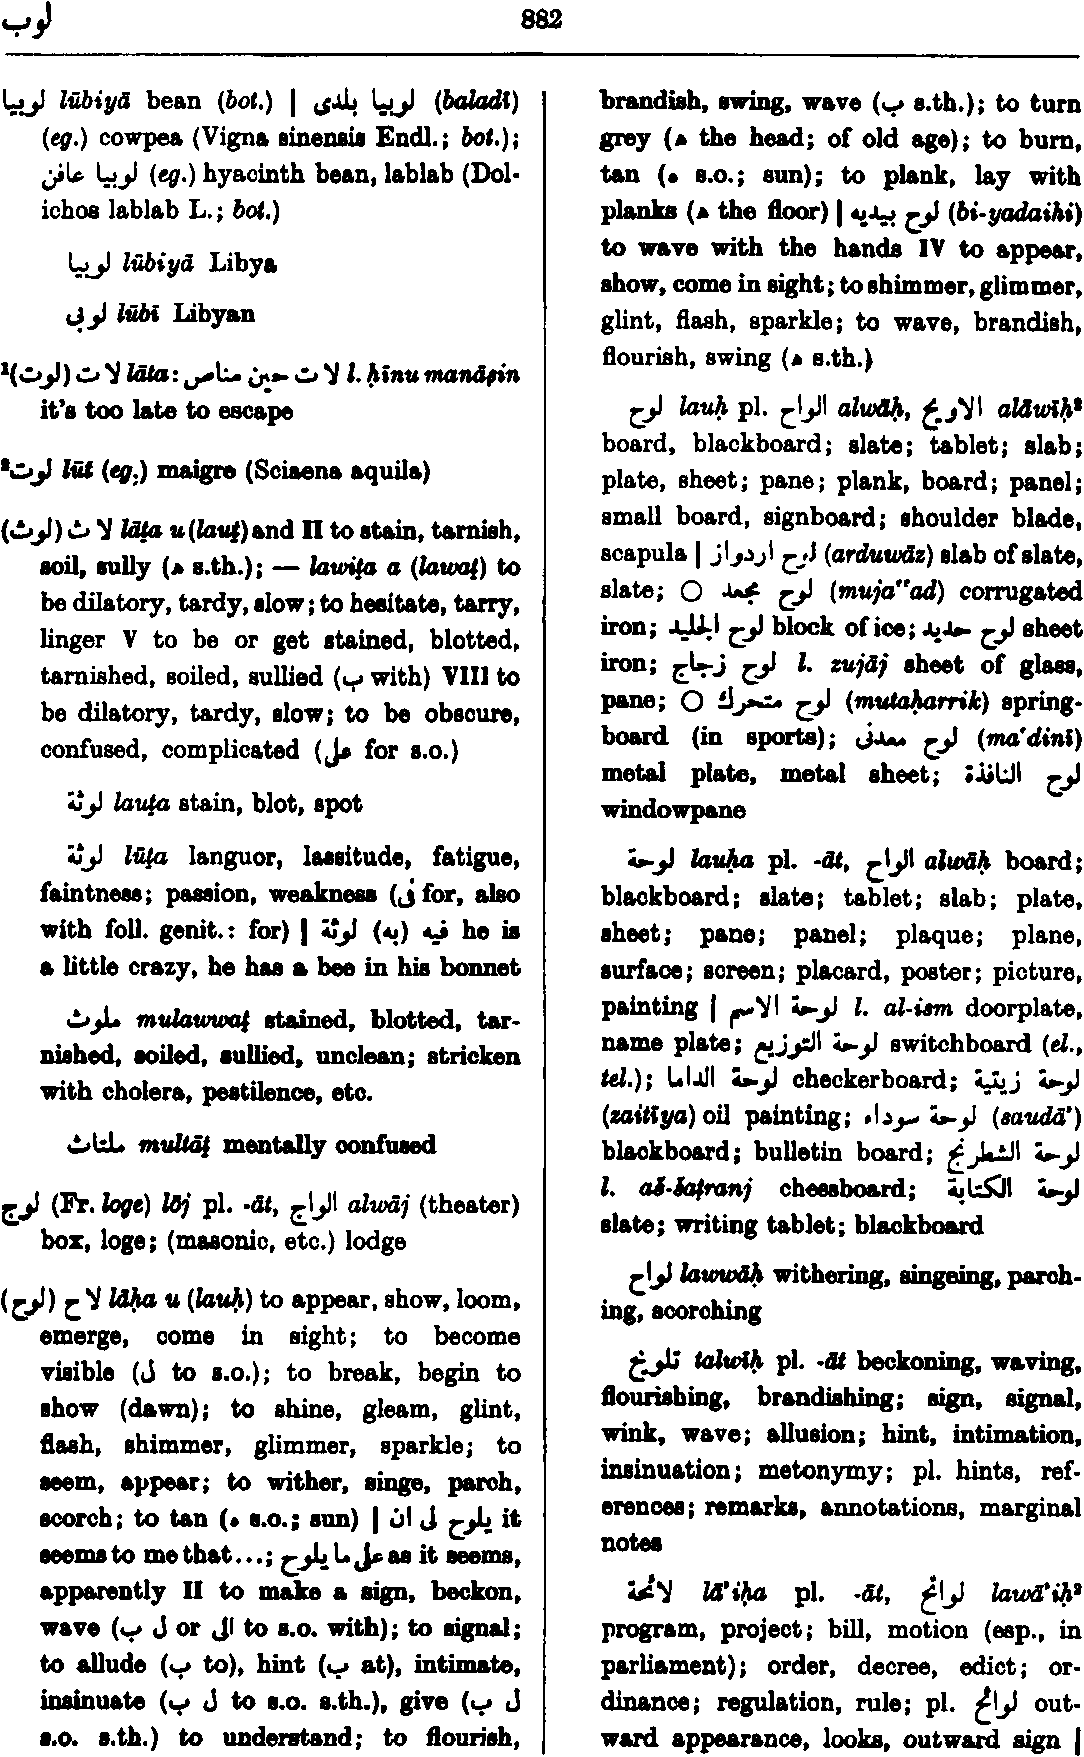 لوب
882
لوبيا lūbiyā bean (bot.) | لوبيا بلدى (baladī)
(eg.) cowpea (Vigna sinensis Endl.; bot.);
لوبيا عافن (eg.) hyacinth bean, lablab (Dol-
ichos lablab L.; bot.)
لوبيا lūbiyā Libya
لوبى lūbī Libyan
¹(لوت) لات lāta: لات حين مناص l. ḥīnu manāṣin
it's too late to escape
²لوت lūt (eg.) maigre (Sciaena aquila)
(لوث) لاث lāṯa u (lauṯ) and II to stain, tarnish,
soil, sully (ه s.th.); — lawiṯa a (lawaṯ) to
be dilatory, tardy, slow; to hesitate, tarry,
linger V to be or get stained, blotted,
tarnished, soiled, sullied (ب with) VIII to
be dilatory, tardy, slow; to be obscure,
confused, complicated (على for s.o.)
لوثة lauṯa stain, blot, spot
لوثة lūṯa languor, lassitude, fatigue,
faintness; passion, weakness (فى for, also
with foll. genit.: for) | فيه (به) لوثة he is
a little crazy, he has a bee in his bonnet
ملوث mulawwaṯ stained, blotted, tar-
nished, soiled, sullied, unclean; stricken
with cholera, pestilence, etc.
ملتاث multāṯ mentally confused
لوج (Fr. loge) lōj pl. -āt, الواج alwāj (theater)
box, loge; (masonic, etc.) lodge
(لوح) لاح lāḥa u (lauḥ) to appear, show, loom,
emerge, come in sight; to become
visible (ل to s.o.); to break, begin to
show (dawn); to shine, gleam, glint,
flash, shimmer, glimmer, sparkle; to
seem, appear; to wither, singe, parch,
scorch; to tan (ه s.o.; sun) | يلوح لى ان it
seems to me that...; على ما يلوح as it seems,
apparently II to make a sign, beckon,
wave (ل ب or الى to s.o. with); to signal;
to allude (ب to), hint (ب at), intimate,
insinuate (ل ب to s.o. s.th.), give (ل ب
s.o. s.th.) to understand; to flourish,
brandish, swing, wave (ب s.th.); to turn
grey (ه the head; of old age); to burn,
tan (ه s.o.; sun); to plank, lay with
planks (ه the floor) | لوح بيديه (bi-yadaihi)
to wave with the hands IV to appear,
show, come in sight; to shimmer, glimmer,
glint, flash, sparkle; to wave, brandish,
flourish, swing (ه s.th.)
لوح lauḥ pl. الواح alwāḥ, الاويح alāwīḥ²
board, blackboard; slate; tablet; slab;
plate, sheet; pane; plank, board; panel;
small board, signboard; shoulder blade,
scapula | لوح اردواز (arduwāz) slab of slate,
slate; ○ لوح مجعد (muja''ad) corrugated
iron; لوح الجليد block of ice; لوح حديد sheet
iron; لوح زجاج l. zujāj sheet of glass,
pane; ○ لوح متحرك (mutaḥarrik) spring-
board (in sports); لوح معدنى (ma'dinī)
metal plate, metal sheet; لوح النافذة
windowpane
لوحة lauḥa pl. -āt, الواح alwāḥ board;
blackboard; slate; tablet; slab; plate,
sheet; pane; panel; plaque; plane,
surface; screen; placard, poster; picture,
painting | لوحة الاسم l. al-ism doorplate,
name plate; لوحة التوزيع switchboard (el.,
tel.); لوحة الداما checkerboard; لوحة زيتية
(zaitīya) oil painting; لوحة سوداء (saudā')
blackboard; bulletin board; لوحة الشطرنج
l. aš-šaṭranj chessboard; لوحة الكتابة
slate; writing tablet; blackboard
لواح lawwāḥ withering, singeing, parch-
ing, scorching
تلويح talwīḥ pl. -āt beckoning, waving,
flourishing, brandishing; sign, signal,
wink, wave; allusion; hint, intimation,
insinuation; metonymy; pl. hints, ref-
erences; remarks, annotations, marginal
notes
لائحة lā'iḥa pl. -āt, لوائح lawā'iḥ²
program, project; bill, motion (esp., in
parliament); order, decree, edict; or-
dinance; regulation, rule; pl. لوائح out-
ward appearance, looks, outward sign |